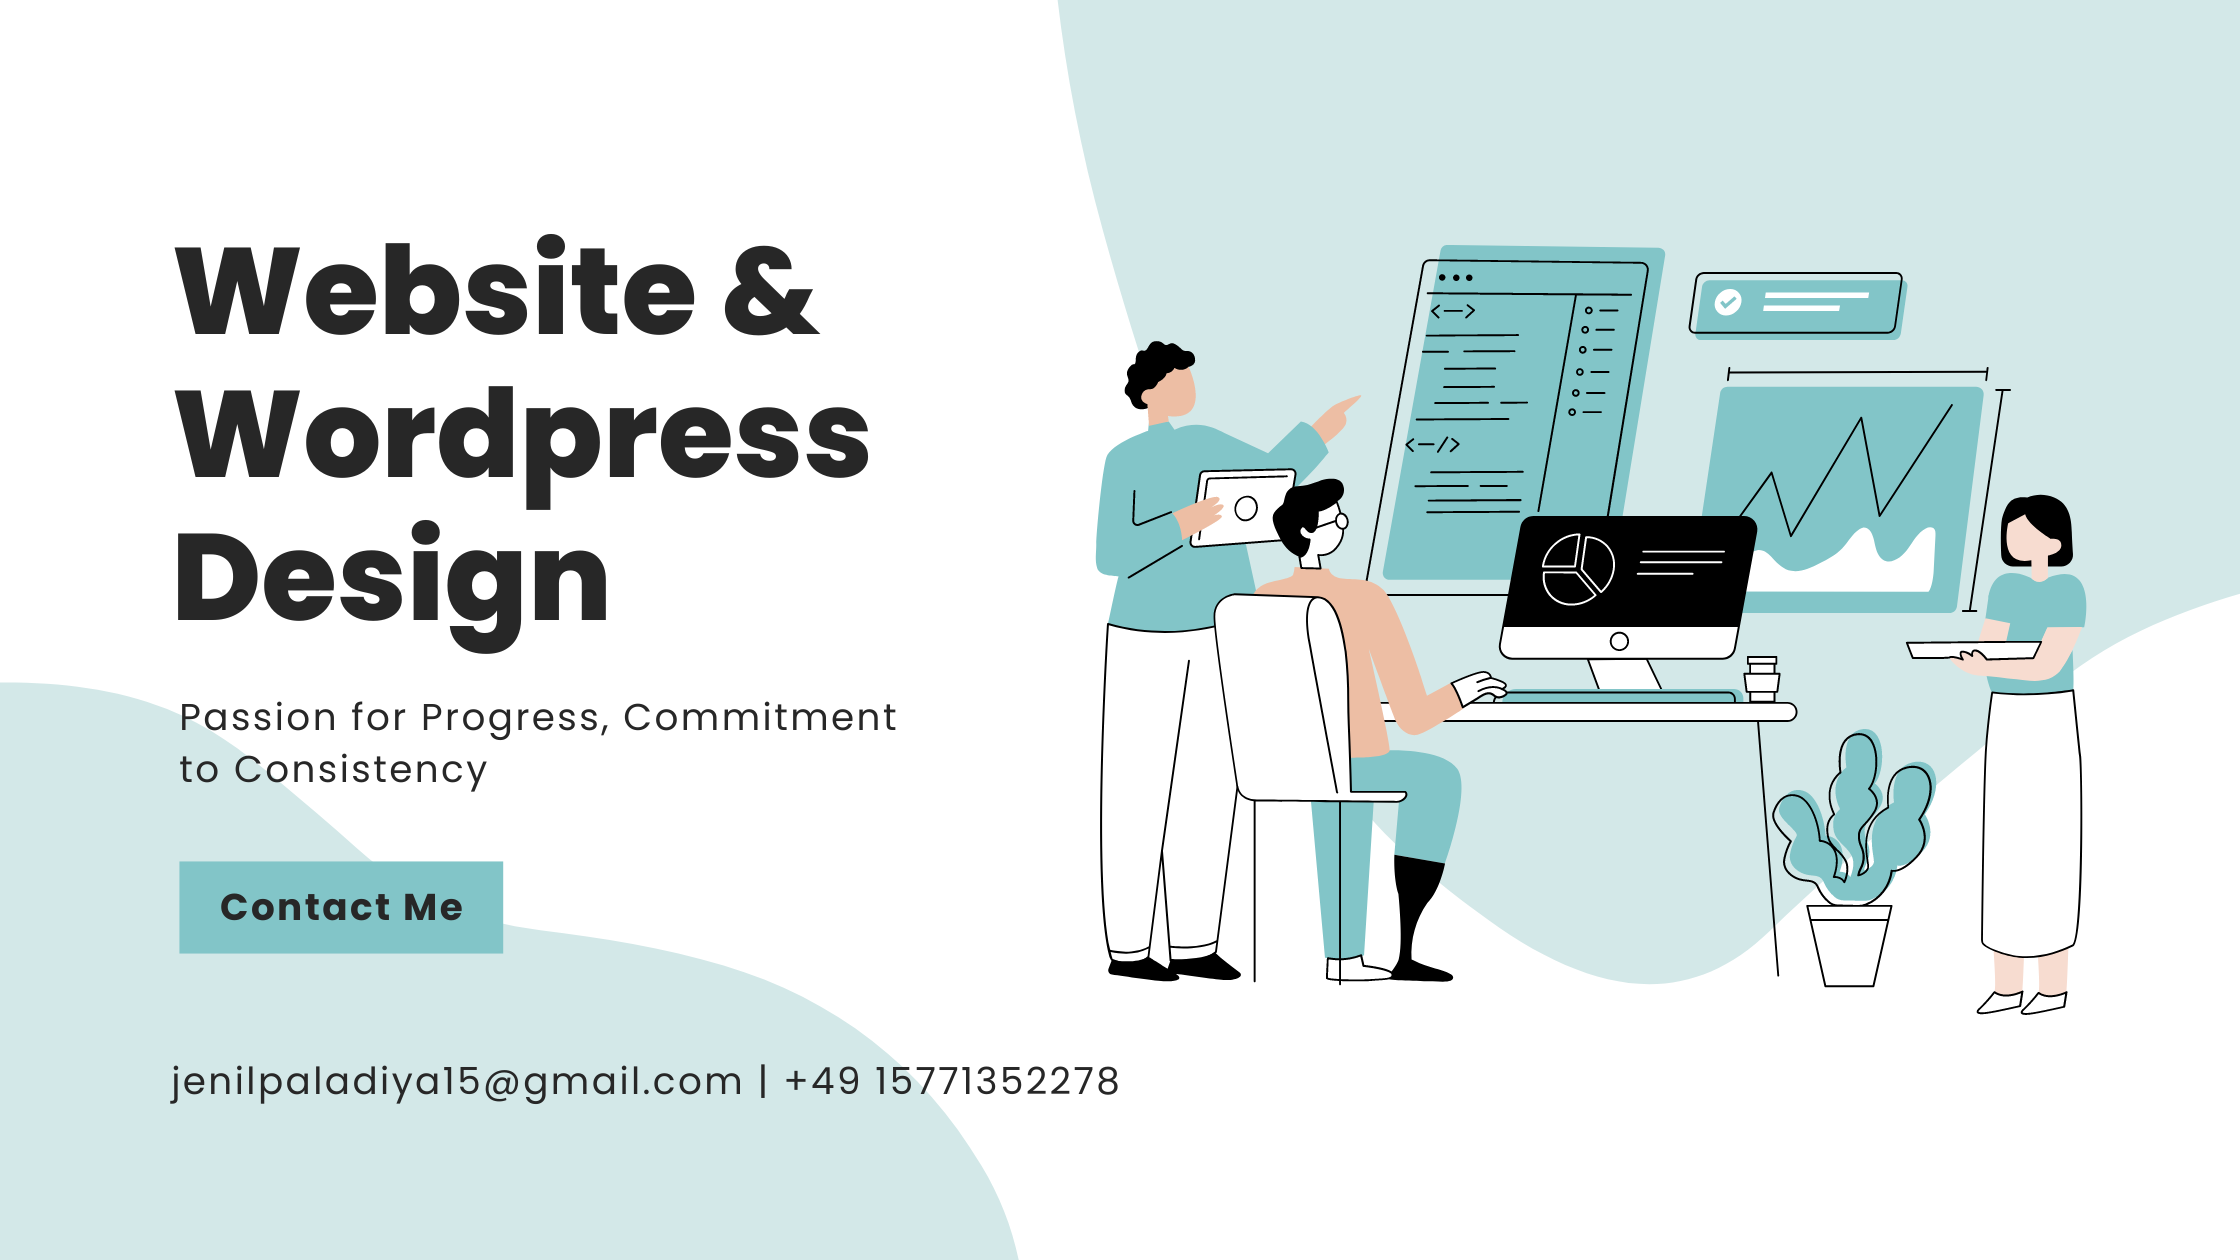 Website &
Wordpress
Design
Passion for Progress, Commitment
to Consistency
Contact Me
jenilpaladiya15@gmail.com | +49 15771352278